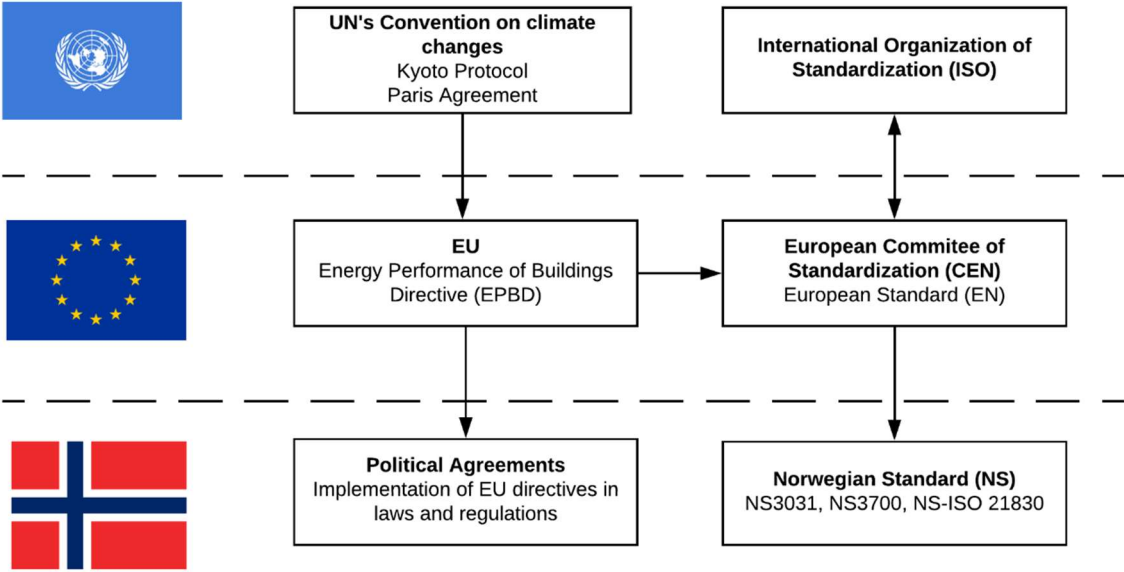 UN's Convention on climate
changes
Kyoto Protocol
Paris Agreement
International Organization of
Standardization (ISO)
EU
Energy Performance of Buildings
Directive (EPBD)
European Commitee of
Standardization (CEN)
European Standard (EN)
Political Agreements
Implementation of EU directives in
laws and regulations
Norwegian Standard (NS)
NS3031, NS3700, NS-ISO 21830